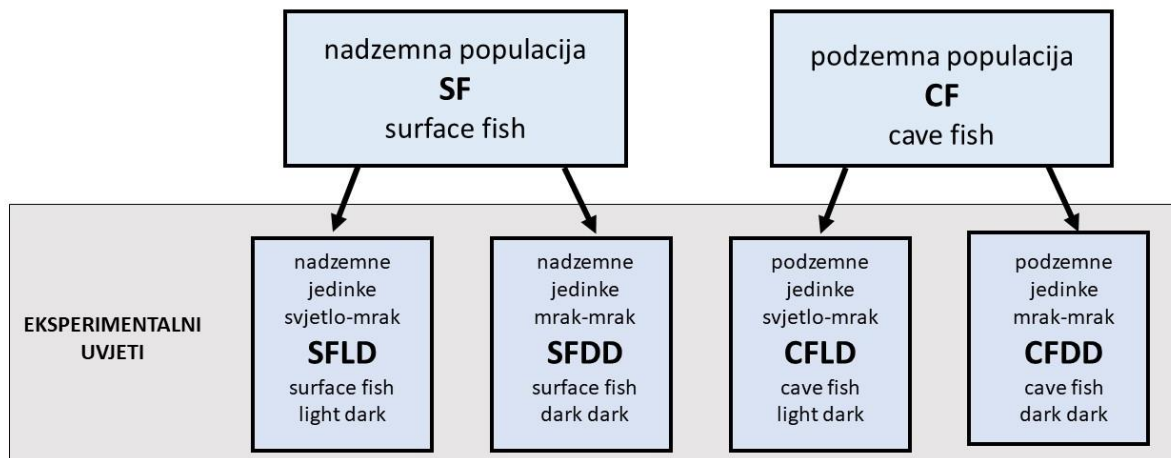 nadzemna populacija
SF
surface fish
podzemna populacija
CF
cave fish
EKSPERIMENTALNI
UVJETI
nadzemne
jedinke
svjetlo-mrak
SFLD
surface fish
light dark
nadzemne
jedinke
mrak-mrak
SFDD
surface fish
dark dark
podzemne
jedinke
svjetlo-mrak
CFLD
cave fish
light dark
podzemne
jedinke
mrak-mrak
CFDD
cave fish
dark dark